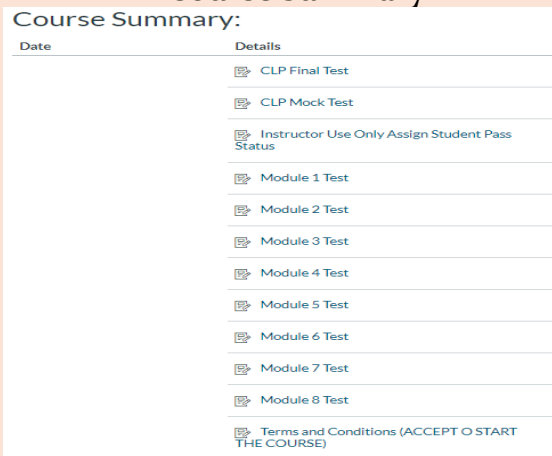 Course Summary:
Date Details
CLP Final Test
CLP Mock Test
Instructor Use Only Assign Student Pass
Status
Module 1 Test
Module 2 Test
Module 3 Test
Module 4 Test
Module 5 Test
Module 6 Test
Module 7 Test
Module 8 Test
Terms and Conditions (ACCEPT O START
THE COURSE)